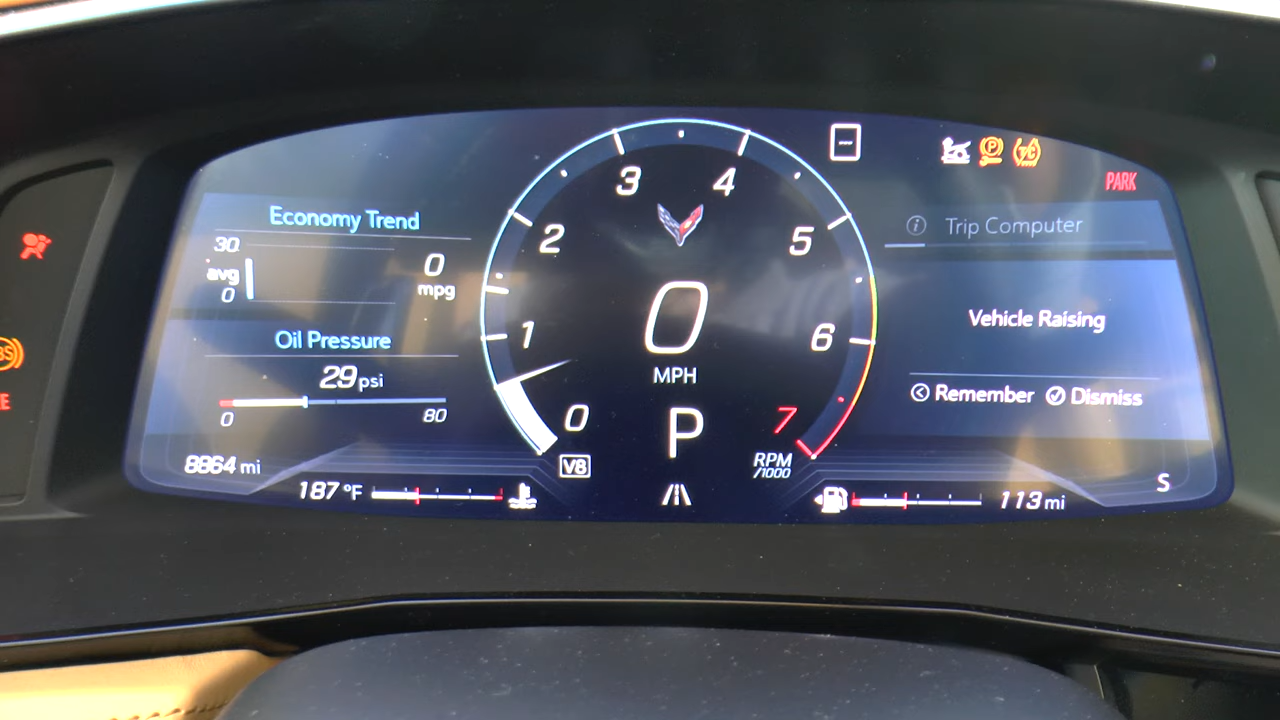 PARK
Economy Trend
30
avg
0
0
mpg
Oil Pressure
29 psi
0
80
8864 mi
187 °F
0
1
2
3
4
5
6
7
0
MPH
P
V8
RPM
/1000
Trip Computer
Vehicle Raising
Remember
Dismiss
113 mi
S